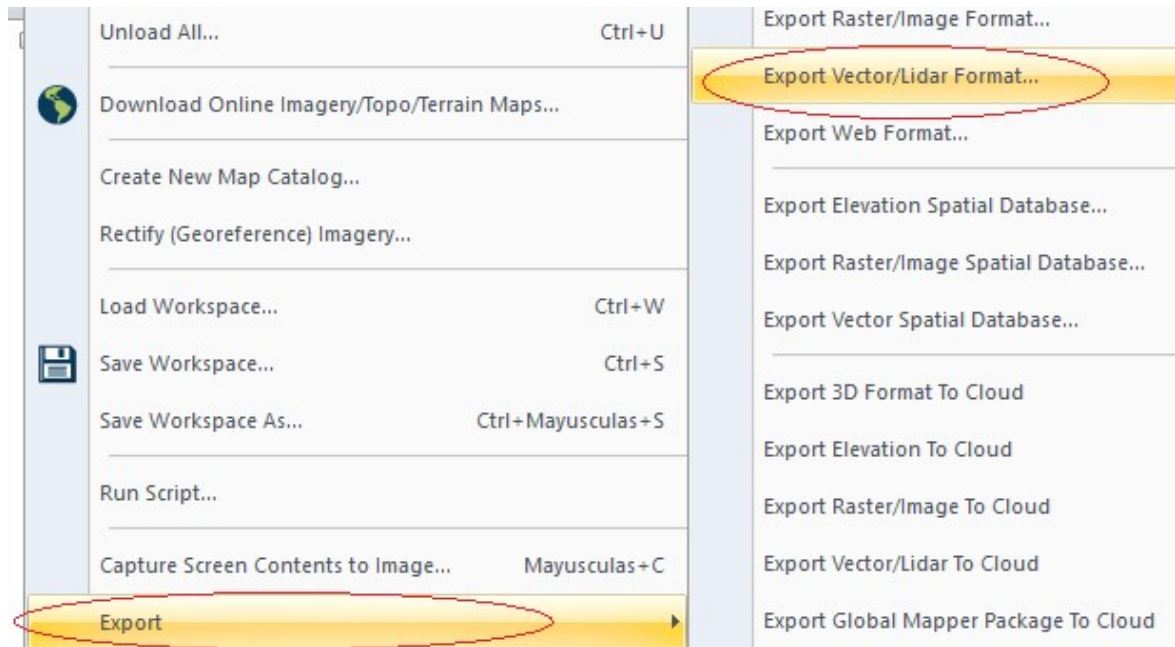 Unload All... Ctrl+U
Download Online Imagery/Topo/Terrain Maps...
Create New Map Catalog...
Rectify (Georeference) Imagery...
Load Workspace... Ctrl+W
Save Workspace... Ctrl+S
Save Workspace As... Ctrl+Mayusculas+S
Run Script...
Capture Screen Contents to Image... Mayusculas+C
Export
Export Raster/Image Format...
Export Vector/Lidar Format...
Export Web Format...
Export Elevation Spatial Database...
Export Raster/Image Spatial Database...
Export Vector Spatial Database...
Export 3D Format To Cloud
Export Elevation To Cloud
Export Raster/Image To Cloud
Export Vector/Lidar To Cloud
Export Global Mapper Package To Cloud